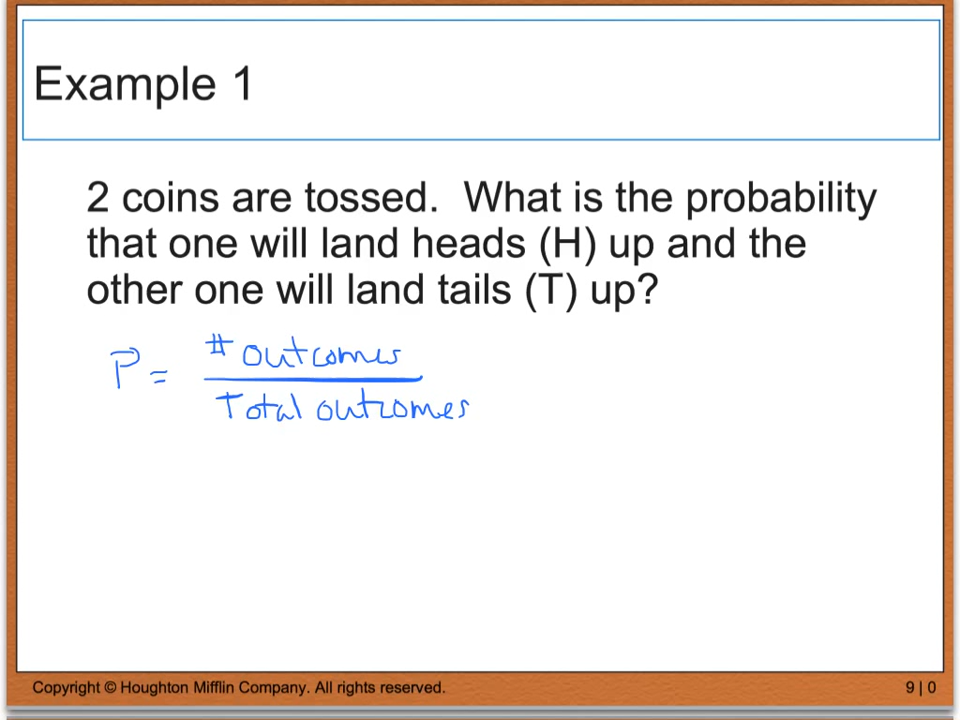 Example 1
2 coins are tossed.  What is the probability
that one will land heads (H) up and the
other one will land tails (T) up?
P = # outcomes
Total outcomes
Copyright © Houghton Mifflin Company. All rights reserved.
9 | 0